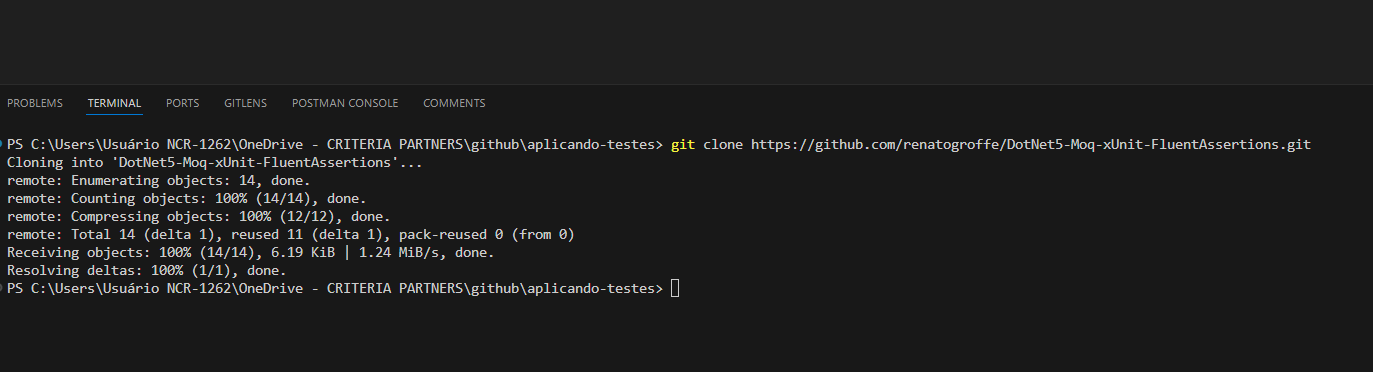 PROBLEMS TERMINAL PORTS GITLENS POSTMAN CONSOLE COMMENTS
PS C:\Users\Usuário NCR-1262\OneDrive - CRITERIA PARTNERS\github\aplicando-testes> git clone https://github.com/renatogroffe/DotNet5-Moq-xUnit-FluentAssertions.git
Cloning into 'DotNet5-Moq-xUnit-FluentAssertions'...
remote: Enumerating objects: 14, done.
remote: Counting objects: 100% (14/14), done.
remote: Compressing objects: 100% (12/12), done.
remote: Total 14 (delta 1), reused 11 (delta 1), pack-reused 0 (from 0)
Receiving objects: 100% (14/14), 6.19 KiB | 1.24 MiB/s, done.
Resolving deltas: 100% (1/1), done.
PS C:\Users\Usuário NCR-1262\OneDrive - CRITERIA PARTNERS\github\aplicando-testes>